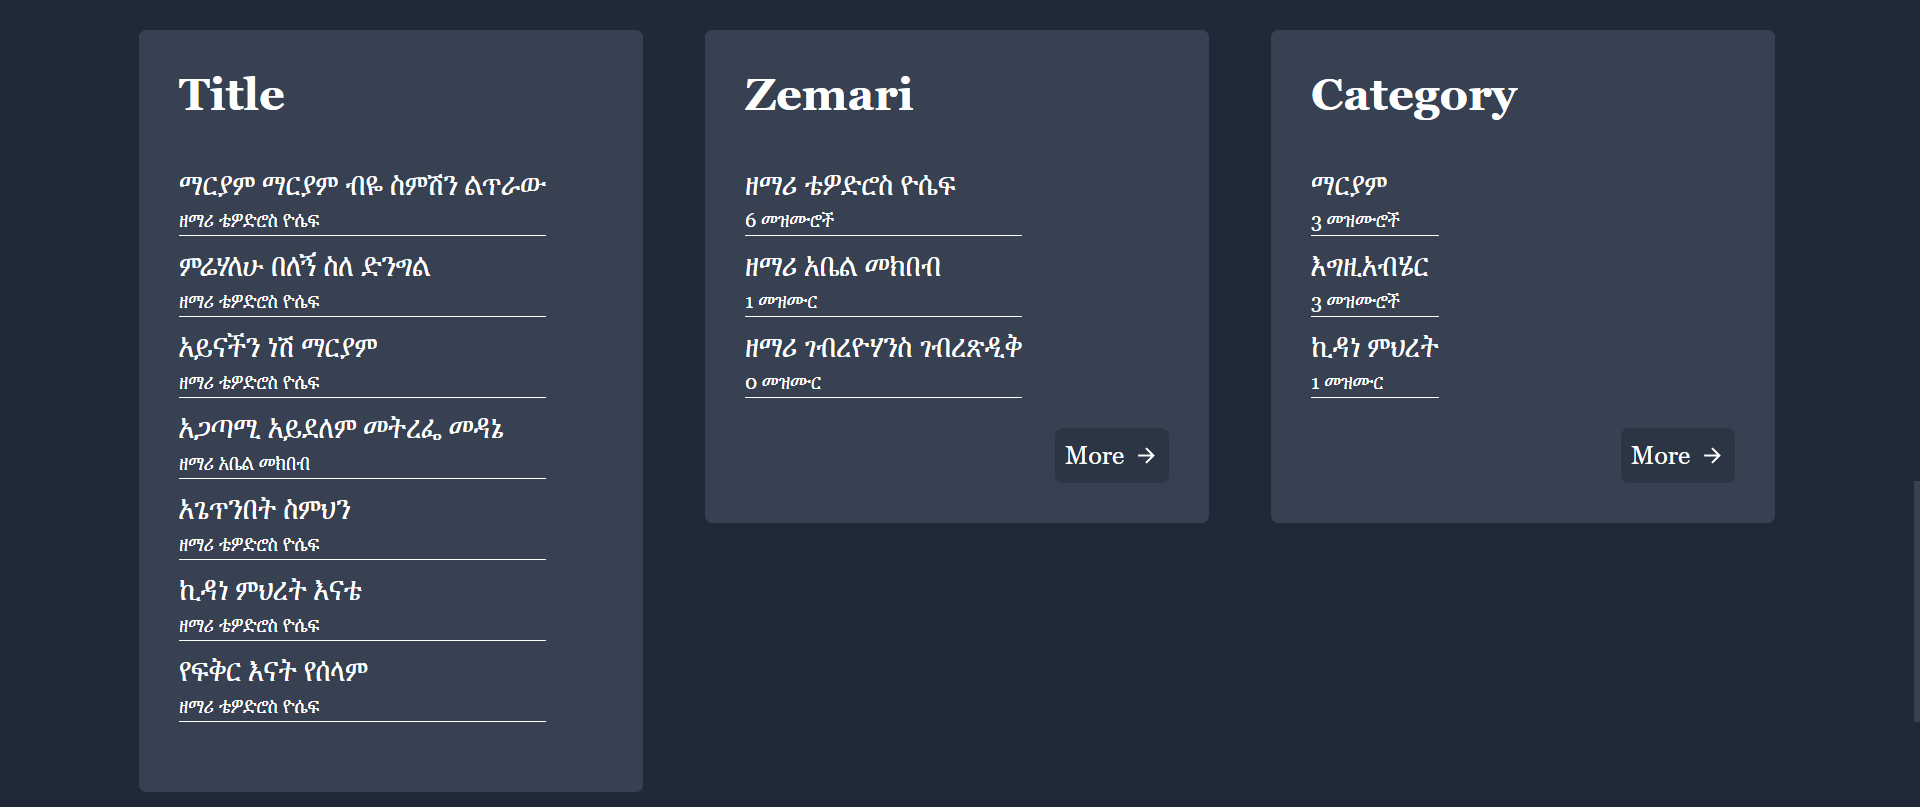 Title
ማርያም ማርያም ብዬ ስምሽን ልጥራው
ዘማሪ ቴዎድሮስ ዮሴፍ
ምሬሃለሁ በለኝ ስለ ድንግል
ዘማሪ ቴዎድሮስ ዮሴፍ
አይናችን ነሽ ማርያም
ዘማሪ ቴዎድሮስ ዮሴፍ
አጋጣሚ አይደለም መትረፌ መዳኔ
ዘማሪ አቤል መክበብ
አጌጥንበት ስምህን
ዘማሪ ቴዎድሮስ ዮሴፍ
ኪዳነ ምህረት እናቴ
ዘማሪ ቴዎድሮስ ዮሴፍ
የፍቅር እናት የሰላም
ዘማሪ ቴዎድሮስ ዮሴፍ
Zemari
ዘማሪ ቴዎድሮስ ዮሴፍ
6 መዝሙሮች
ዘማሪ አቤል መክበብ
1 መዝሙር
ዘማሪ ገብረዮሃንስ ገብረጽዲቅ
0 መዝሙር
More →
Category
ማርያም
3 መዝሙሮች
እግዚአብሄር
3 መዝሙሮች
ኪዳነ ምህረት
1 መዝሙር
More →